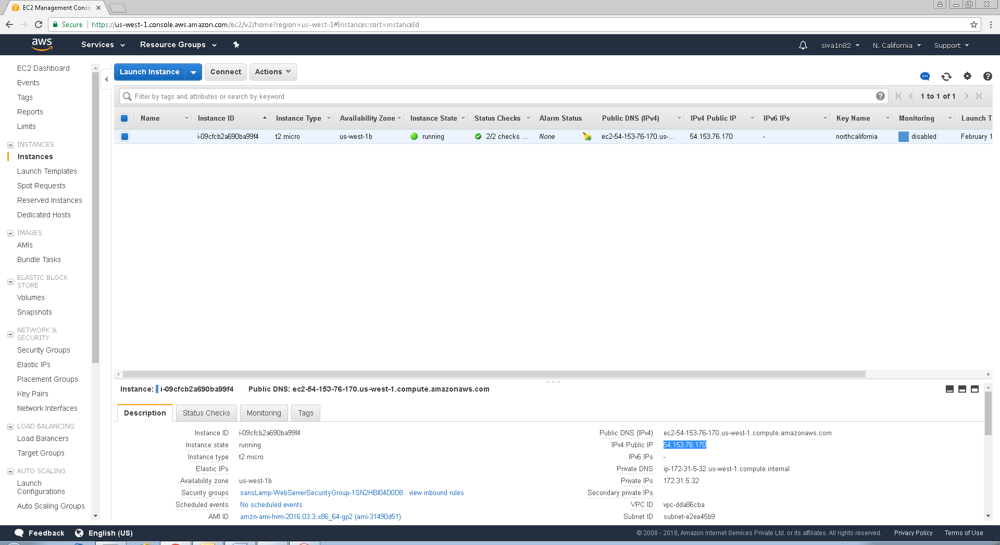 EC2 Management Conso
Secure
https://us-west-1.console.aws.amazon.com/ec2/v2/home?region=us-west-1#Instances:sort=instanceId
aws Services Resource Groups siva1n82 N. California Support
EC2 Dashboard
Events
Tags
Reports
Limits
INSTANCES
Instances
Launch Templates
Spot Requests
Reserved Instances
Dedicated Hosts
IMAGES
AMIs
Bundle Tasks
ELASTIC BLOCK
STORE
Volumes
Snapshots
NETWORK &
SECURITY
Security Groups
Elastic IPs
Placement Groups
Key Pairs
Network Interfaces
LOAD BALANCING
Load Balancers
Target Groups
AUTO SCALING
Launch
Configurations
Auto Scaling Groups
Launch Instance Connect Actions
Filter by tags and attributes or search by keyword 1 to 1 of 1
Name Instance ID Instance Type Availability Zone Instance State Status Checks Alarm Status Public DNS (IPv4) IPv4 Public IP IPv6 IPs Key Name Monitoring Launch T
i-09cfcb2a690ba99f4 t2.micro us-west-1b running 2/2 checks ... None ec2-54-153-76-170.us-... 54.153.76.170 - northcalifornia disabled February 1
Instance: i-09cfcb2a690ba99f4 Public DNS: ec2-54-153-76-170.us-west-1.compute.amazonaws.com
Description Status Checks Monitoring Tags
Instance ID i-09cfcb2a690ba99f4 Public DNS (IPv4) ec2-54-153-76-170.us-west-1.compute.amazonaws.com
Instance state running IPv4 Public IP 54.153.76.170
Instance type t2.micro IPv6 IPs -
Elastic IPs Private DNS ip-172-31-5-32.us-west-1.compute.internal
Availability zone us-west-1b Private IPs 172.31.5.32
Security groups sansLamp-WebServerSecurityGroup-1SN2HBI04D0D8. view inbound rules Secondary private IPs
Scheduled events No scheduled events VPC ID vpc-dda86cba
AMI ID amzn-ami-hvm-2016.03.3.x86_64-gp2 (ami-31490d51) Subnet ID subnet-e2ee45b9
Feedback English (US) © 2008 - 2018, Amazon Internet Services Private Ltd. or its affiliates. All rights reserved. Privacy Policy Terms of Use